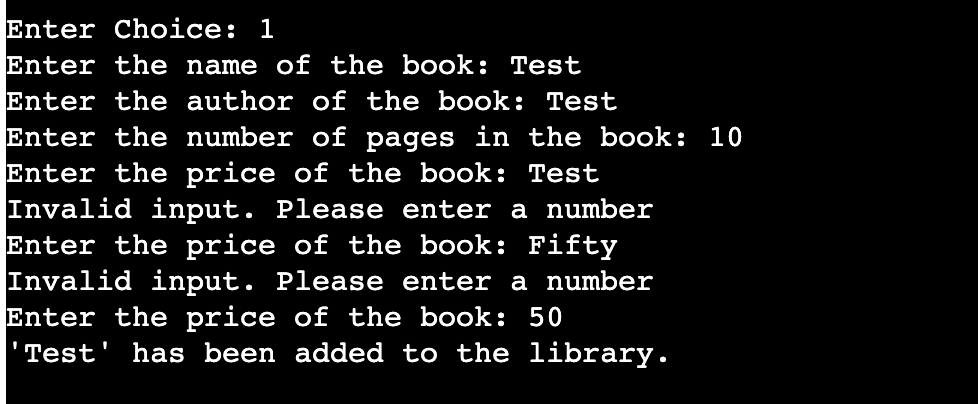 Enter Choice: 1
Enter the name of the book: Test
Enter the author of the book: Test
Enter the number of pages in the book: 10
Enter the price of the book: Test
Invalid input. Please enter a number
Enter the price of the book: Fifty
Invalid input. Please enter a number
Enter the price of the book: 50
'Test' has been added to the library.